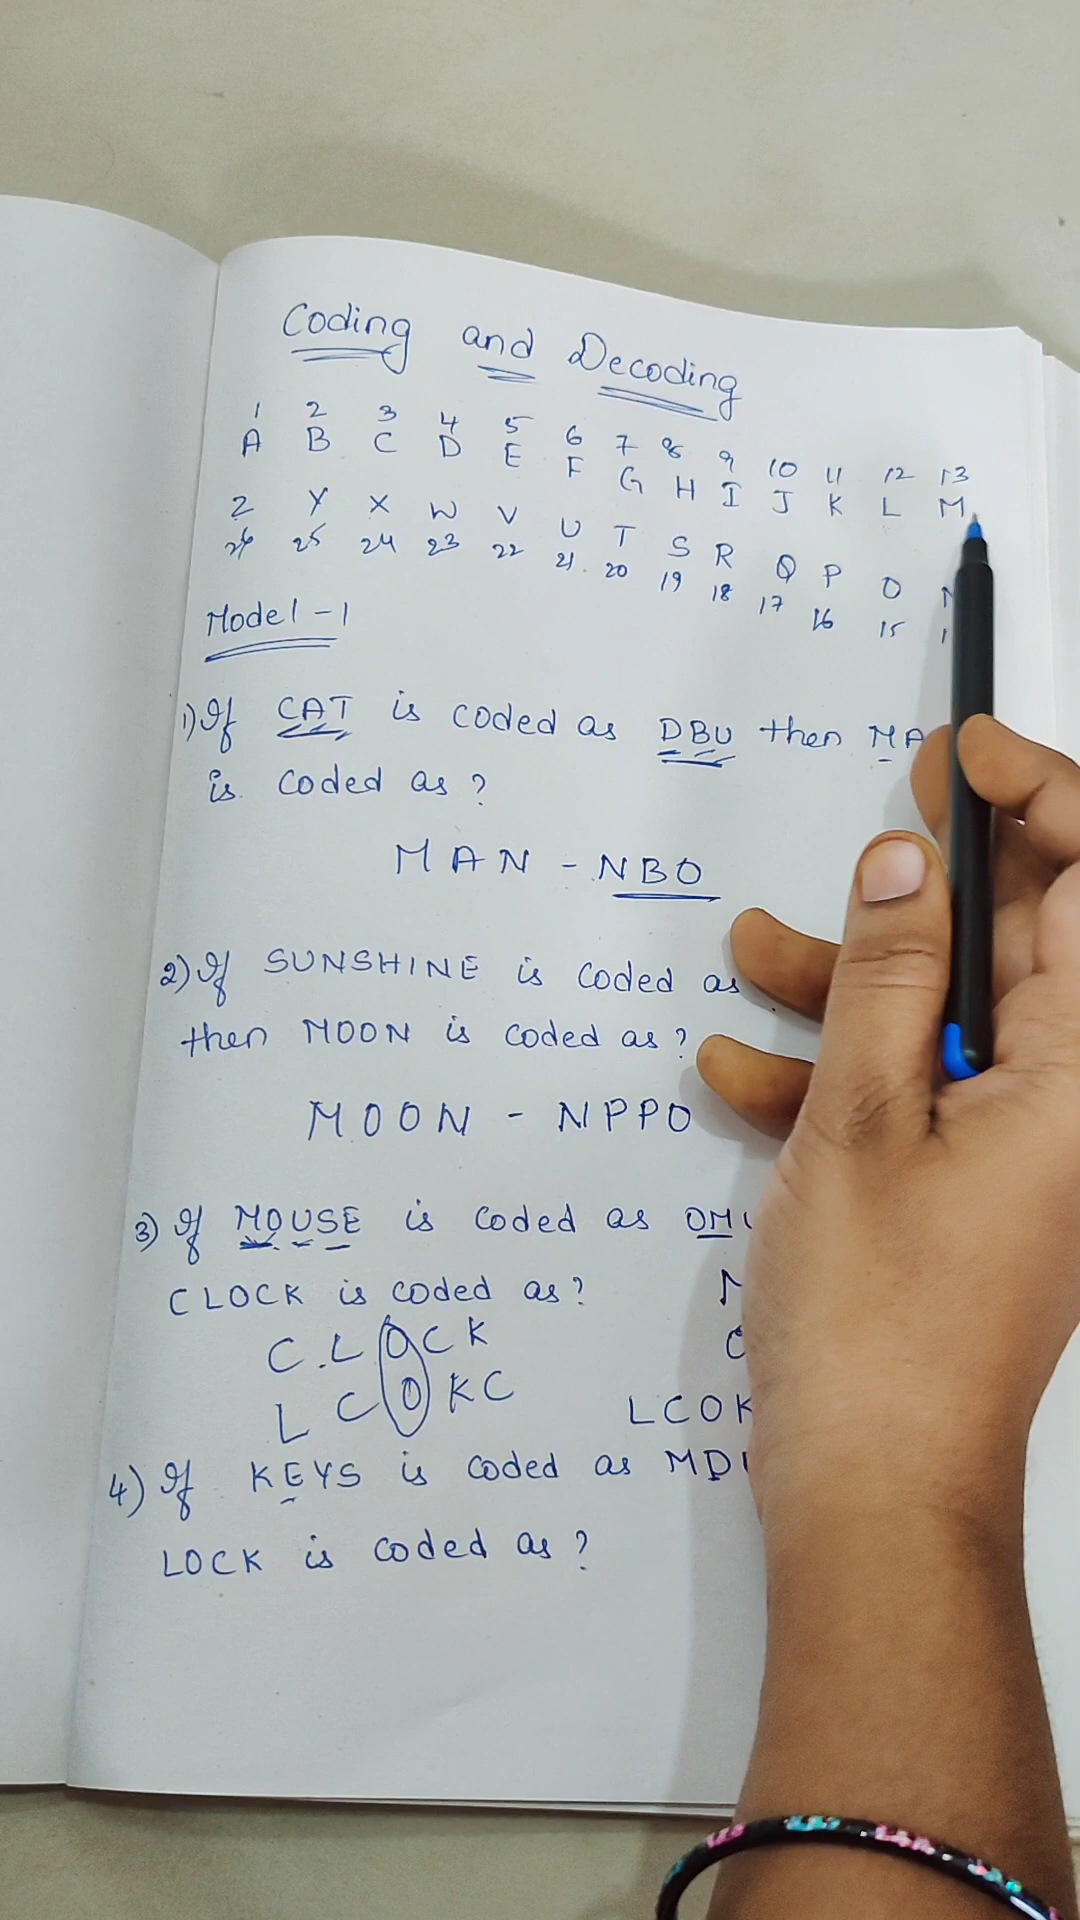 Coding and Decoding
1 2 3 4 5 6 7 8 9 10 11 12 13
A B C D E F G H I J K L M
Z Y X W V U T S R Q P O
26 25 24 23 22 21 20 19 18 17 16 15
Model-1
1) If CAT is coded as DBU then
is coded as?
MAN - NBO
2) If SUNSHINE is coded as
then MOON is coded as?
MOON - NPPO
3) If MOUSE is coded as
CLOCK is coded as?
C.LOCK
LCOKC
4) If KEYS is coded as
LOCK is coded as?